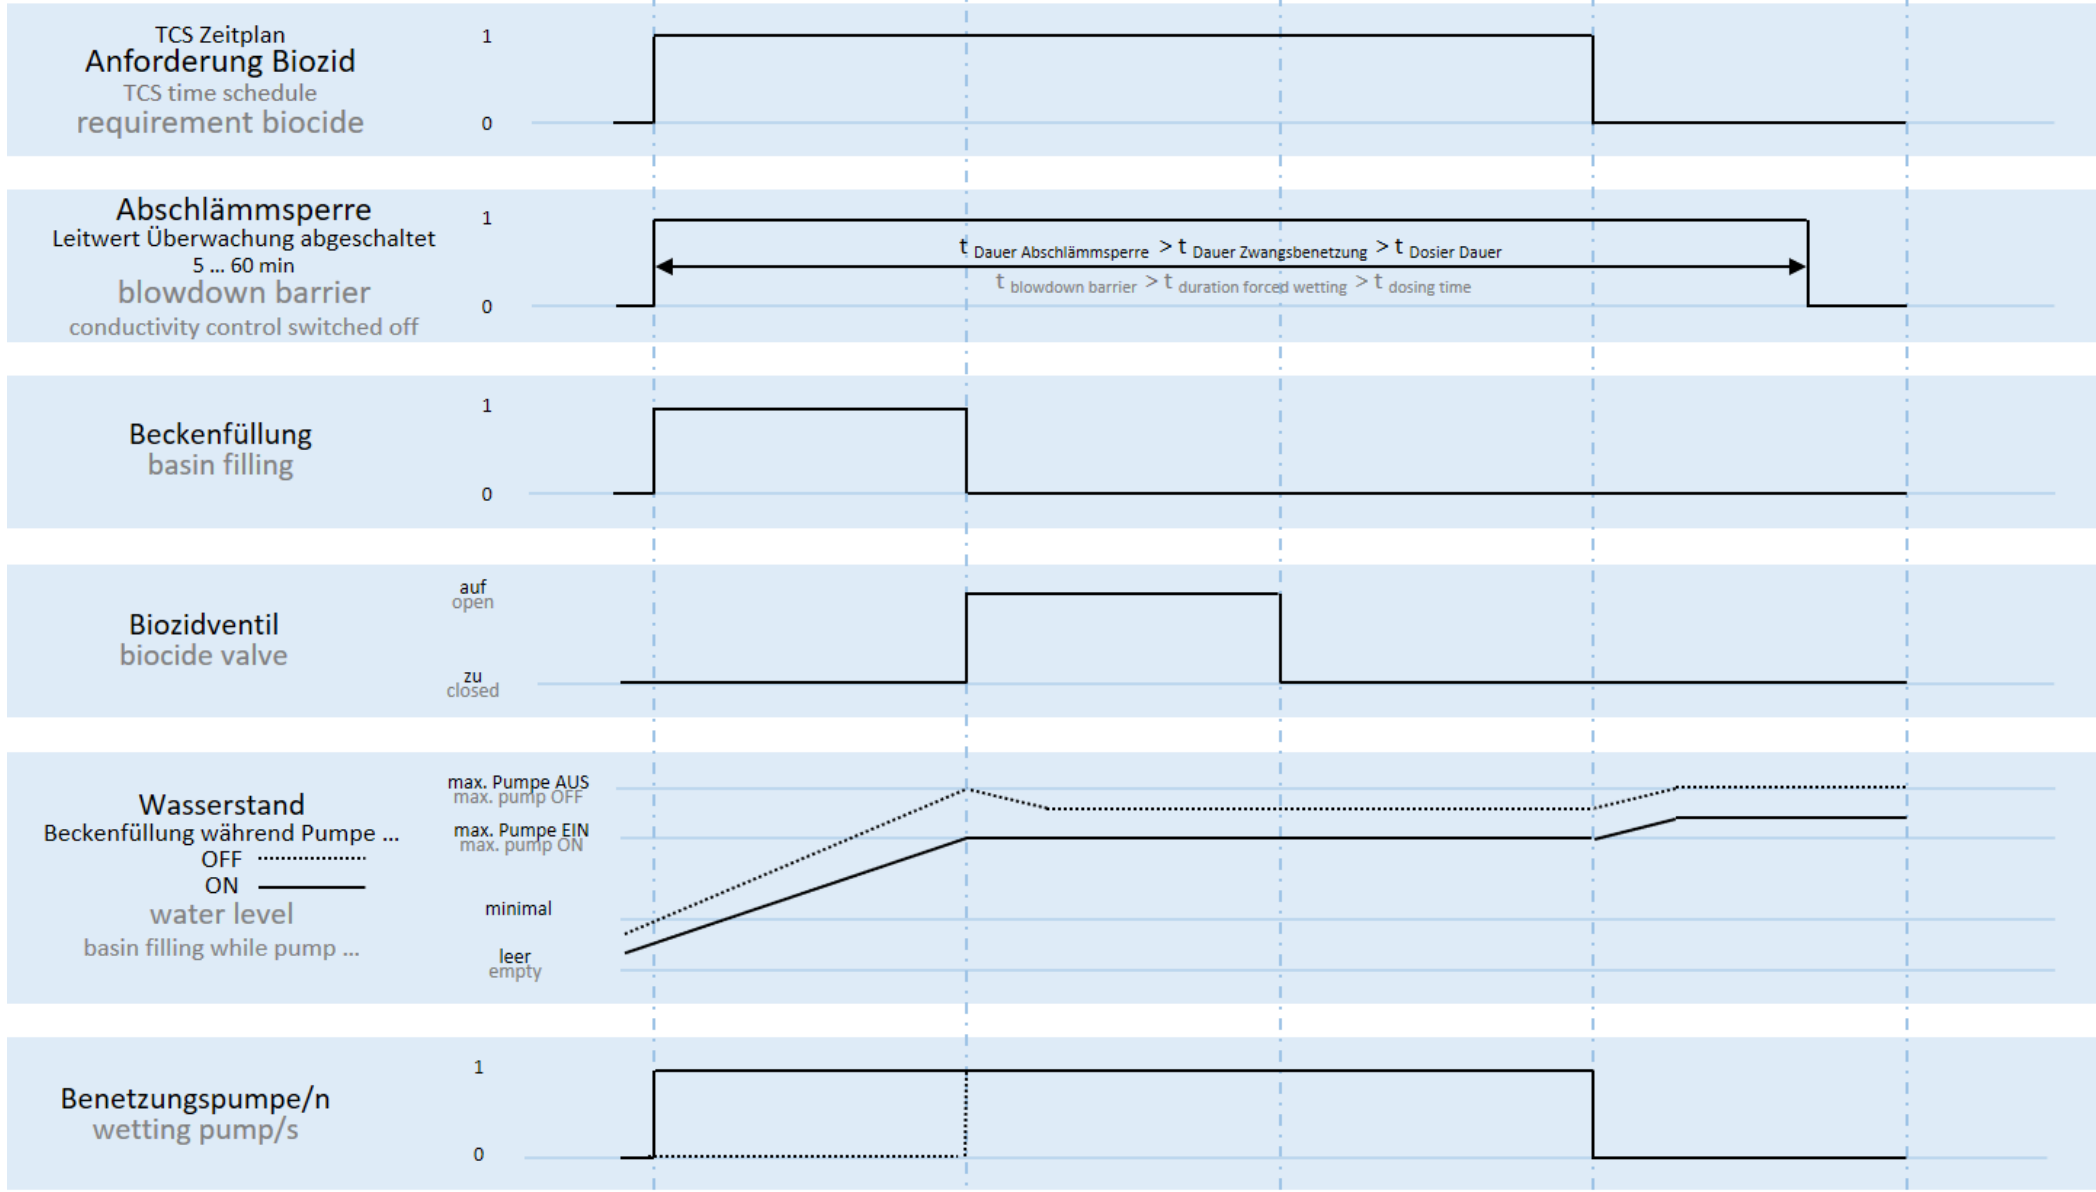 TCS Zeitplan
Anforderung Biozid
TCS time schedule
requirement biocide
1
0
Abschlämmsperre
Leitwert Überwachung abgeschaltet
5 ... 60 min
blowdown barrier
conductivity control switched off
1
0
t Dauer Abschlämmsperre > t Dauer Zwangsbenetzung > t Dosier Dauer
t blowdown barrier > t duration forced wetting > t dosing time
Beckenfüllung
basin filling
1
0
Biozidventil
biocide valve
auf
open
zu
closed
Wasserstand
Beckenfüllung während Pumpe ...
OFF
ON
water level
basin filling while pump ...
max. Pumpe AUS
max. pump OFF
max. Pumpe EIN
max. pump ON
minimal
leer
empty
Benetzungspumpe/n
wetting pump/s
1
0